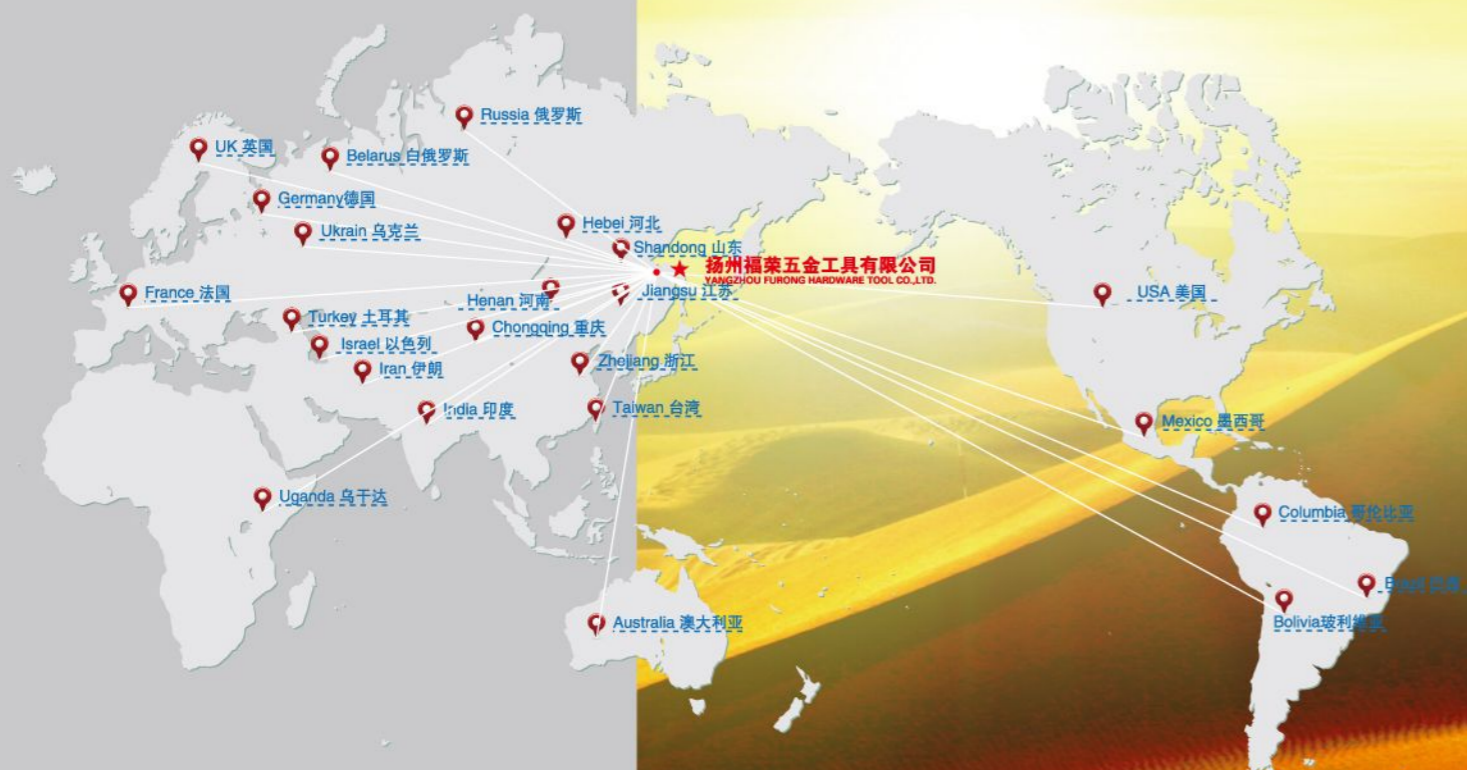 Russia 俄罗斯
UK 英国
Belarus 白俄罗斯
Germany德国
Ukrain 乌克兰
Hebei 河北
Shandong 山东
扬州福荣五金工具有限公司
YANGZHOU FURONG HARDWARE TOOL CO.,LTD.
France 法国
Henan 河南
Jiangsu 江苏
USA 美国
Turkey 土耳其
Chongqing 重庆
Israel 以色列
Iran 伊朗
Zhejiang 浙江
India 印度
Taiwan 台湾
Mexico 墨西哥
Uganda 乌干达
Columbia 哥伦比亚
Australia 澳大利亚
Bolivia玻利维亚